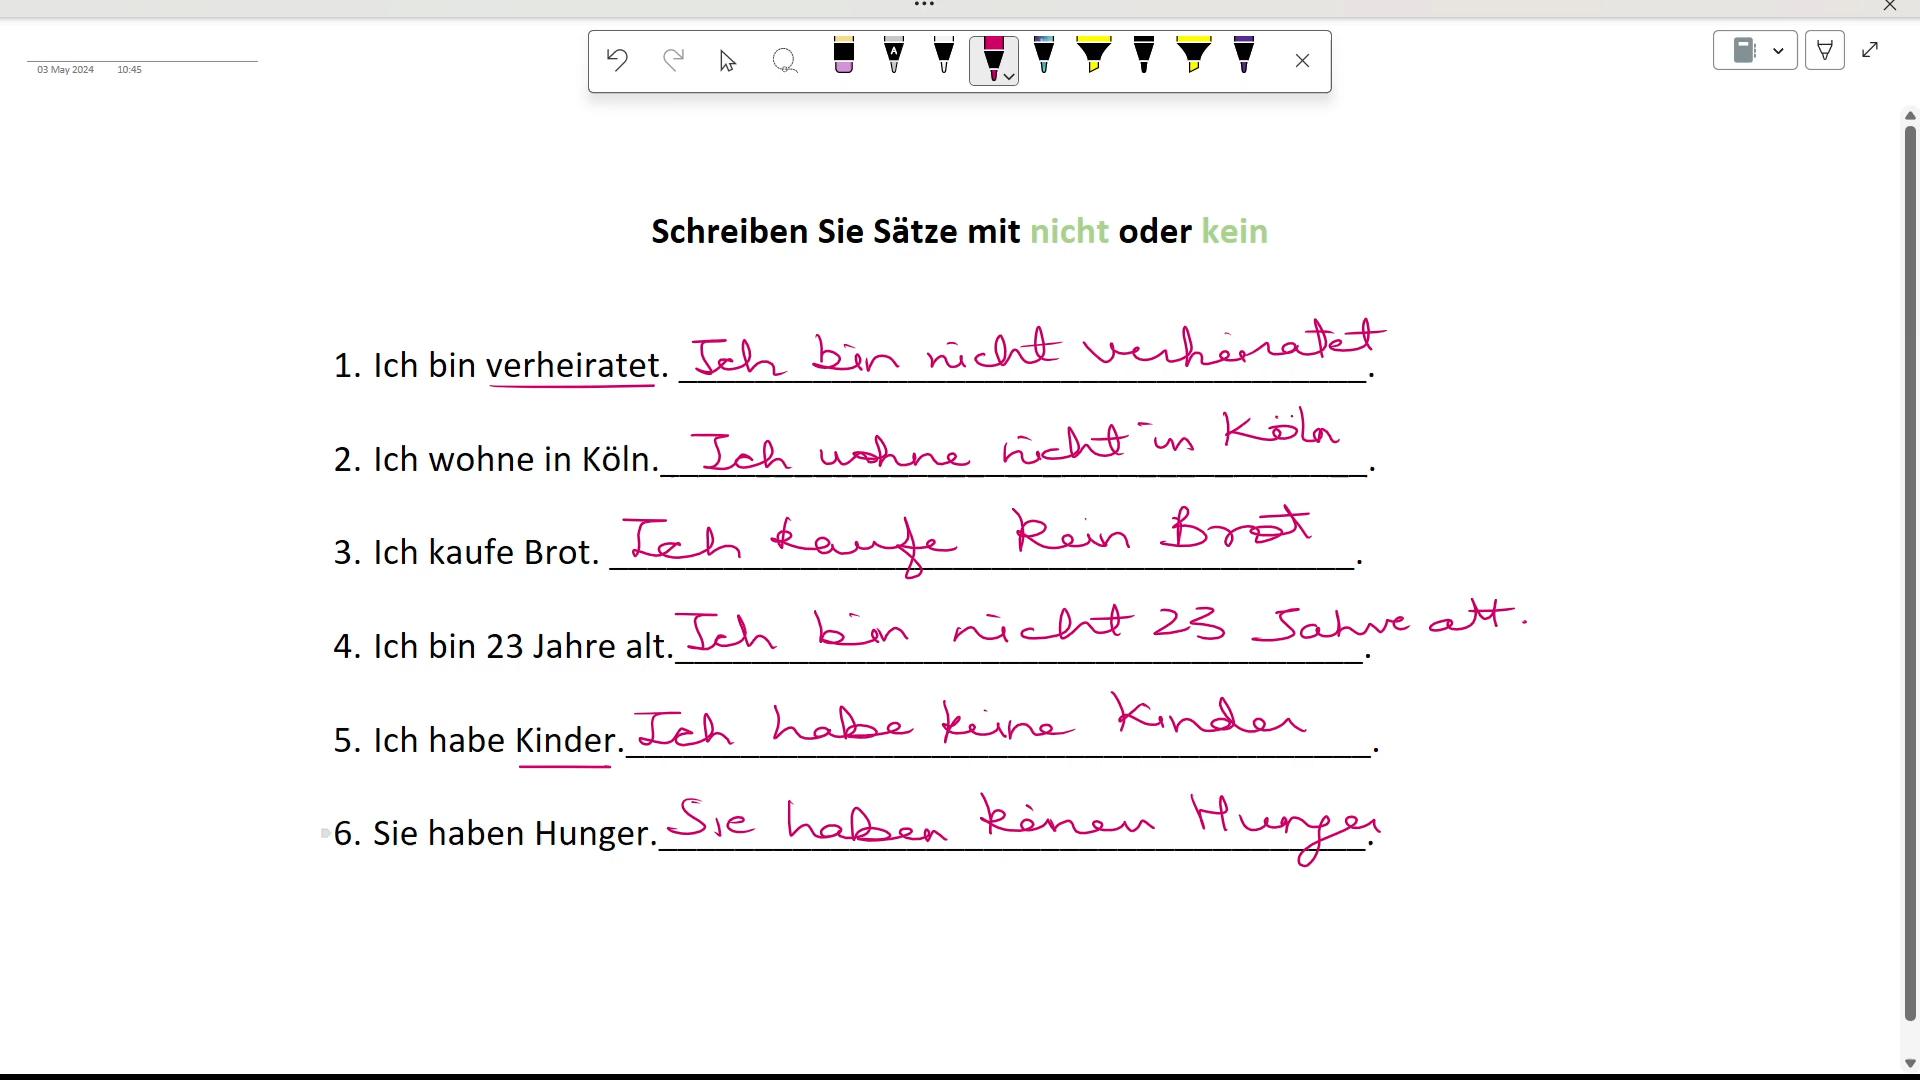 03 May 2024 10:45
Schreiben Sie Sätze mit nicht oder kein
1. Ich bin verheiratet. Ich bin nicht verheiratet.
2. Ich wohne in Köln. Ich wohne nicht in Köln.
3. Ich kaufe Brot. Ich kaufe kein Brot.
4. Ich bin 23 Jahre alt. Ich bin nicht 23 Jahre alt.
5. Ich habe Kinder. Ich habe keine Kinder.
6. Sie haben Hunger. Sie haben keinen Hunger.